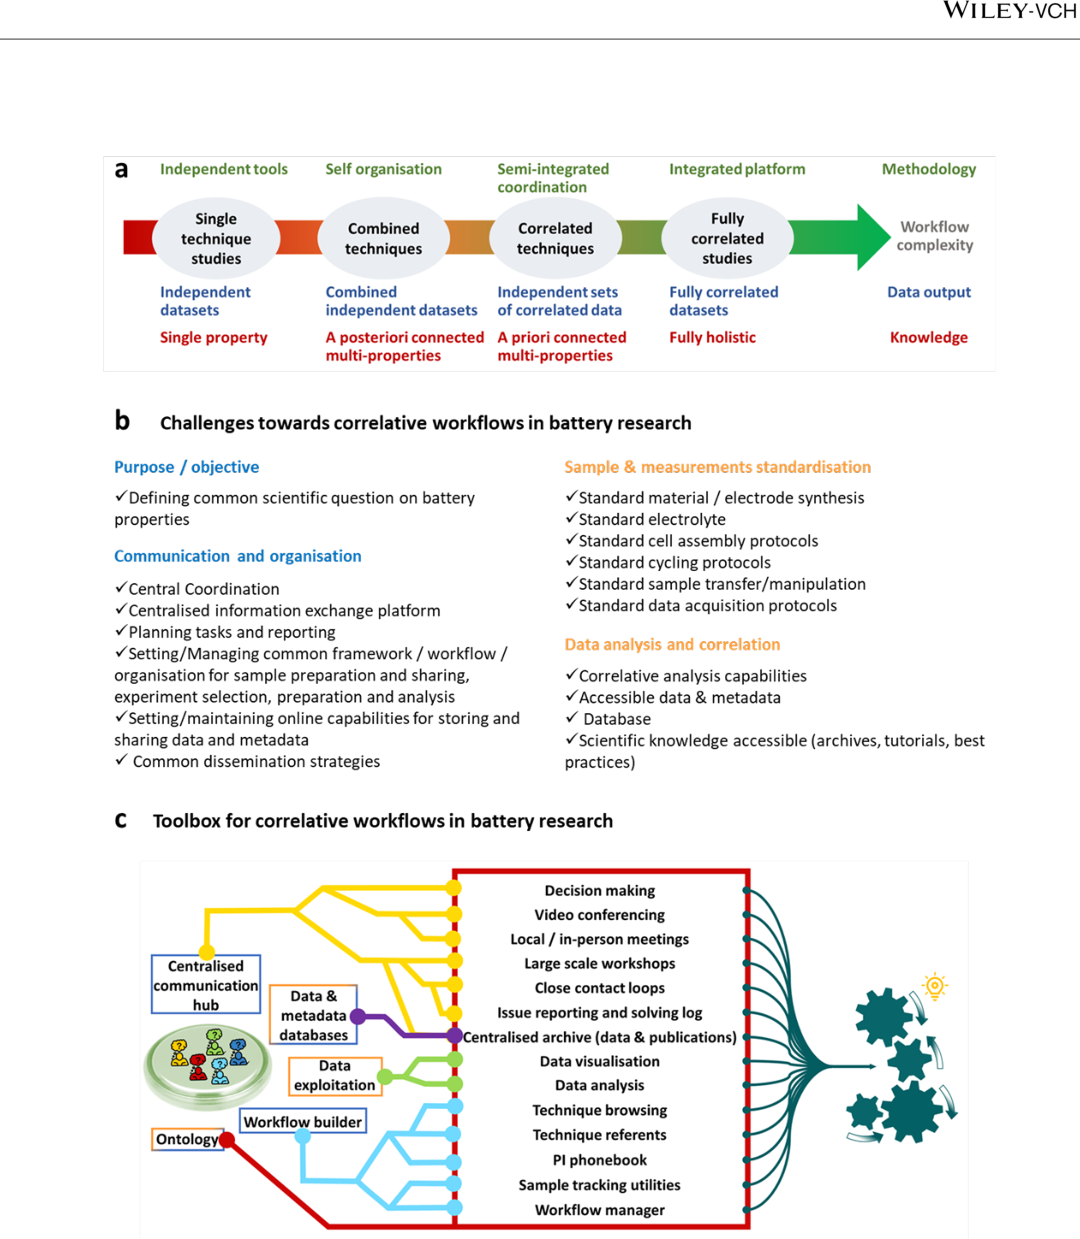 WILEY-VCH
a
Independent tools
Self organisation
Semi-integrated
coordination
Integrated platform
Methodology
Single
technique
studies
Combined
techniques
Correlated
techniques
Fully
correlated
studies
Workflow
complexity
Independent
datasets
Combined
independent datasets
Independent sets
of correlated data
Fully correlated
datasets
Data output
Single property
A posteriori connected
multi-properties
A priori connected
multi-properties
Fully holistic
Knowledge
b Challenges towards correlative workflows in battery research
Purpose / objective
✓Defining common scientific question on battery
properties
Communication and organisation
✓Central Coordination
✓Centralised information exchange platform
✓Planning tasks and reporting
✓Setting/Managing common framework / workflow /
organisation for sample preparation and sharing,
experiment selection, preparation and analysis
✓Setting/maintaining online capabilities for storing and
sharing data and metadata
✓ Common dissemination strategies
Sample & measurements standardisation
✓Standard material / electrode synthesis
✓Standard electrolyte
✓Standard cell assembly protocols
✓Standard cycling protocols
✓Standard sample transfer/manipulation
✓Standard data acquisition protocols
Data analysis and correlation
✓Correlative analysis capabilities
✓Accessible data & metadata
✓ Database
✓Scientific knowledge accessible (archives, tutorials, best
practices)
c Toolbox for correlative workflows in battery research
Centralised
communication
hub
Data &
metadata
databases
Data
exploitation
Workflow builder
Ontology
Decision making
Video conferencing
Local / in-person meetings
Large scale workshops
Close contact loops
Issue reporting and solving log
Centralised archive (data & publications)
Data visualisation
Data analysis
Technique browsing
Technique referents
PI phonebook
Sample tracking utilities
Workflow manager